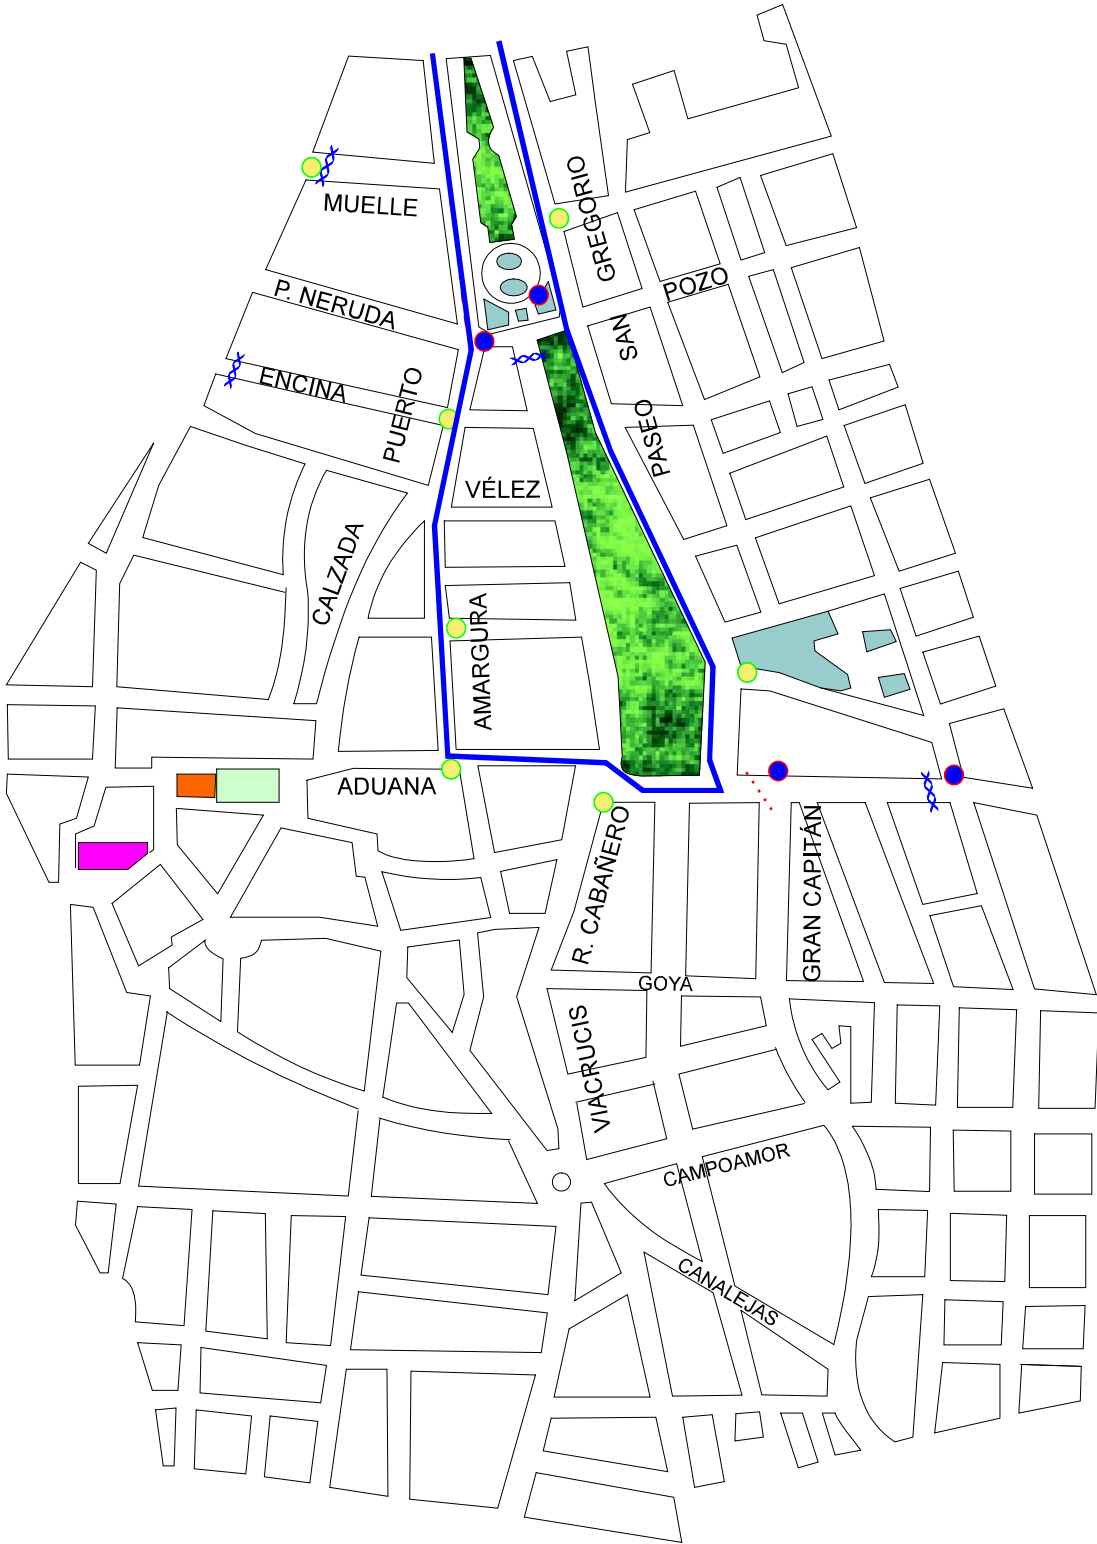 MUELLE
GREGORIO
P. NERUDA
POZO
SAN
ENCINA
PUERTO
PASEO
VÉLEZ
CALZADA
AMARGURA
ADUANA
R. CABAÑERO
GRAN CAPITÁN
GOYA
VIACRUCIS
CAMPOAMOR
CANALEJAS